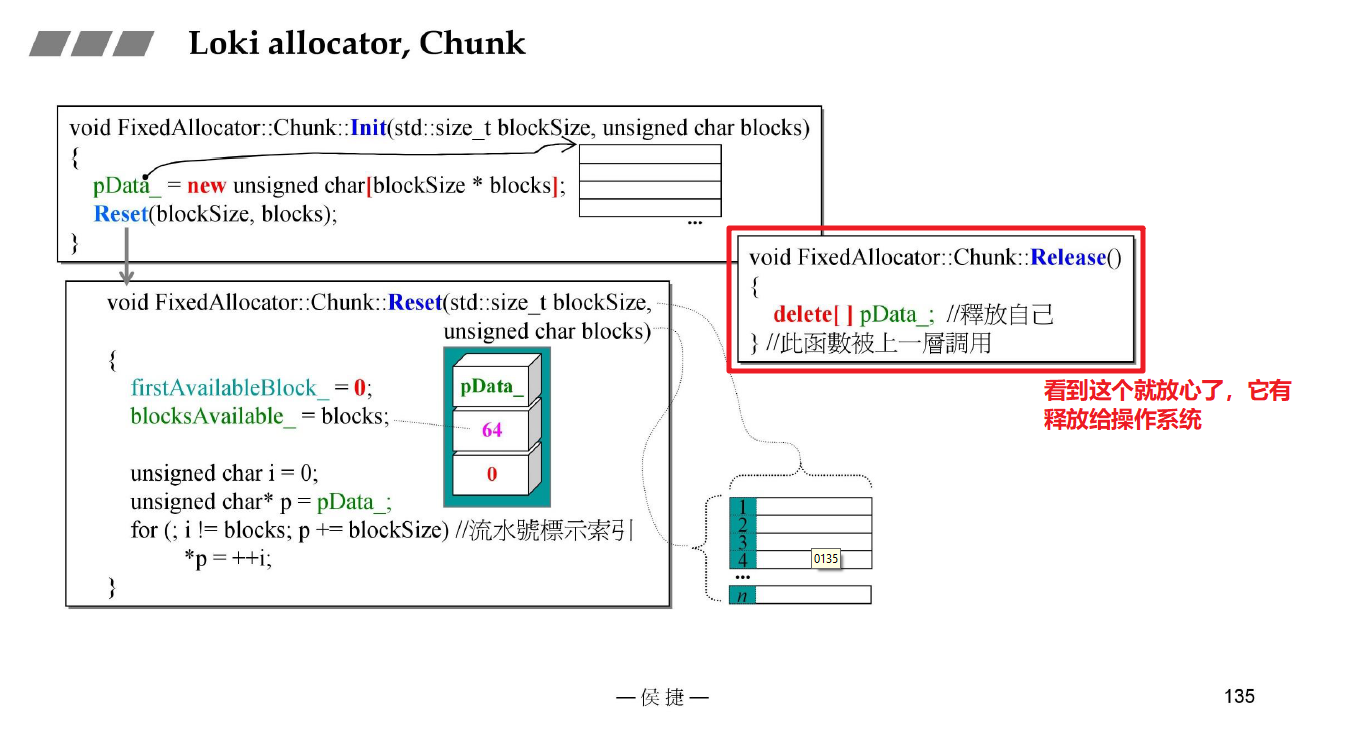 Loki allocator, Chunk
void FixedAllocator::Chunk::Init(std::size_t blockSize, unsigned char blocks)
{
pData_ = new unsigned char[blockSize * blocks];
Reset(blockSize, blocks);
}
...
void FixedAllocator::Chunk::Release()
{
delete[ ] pData_; //釋放自己
} //此函數被上一層調用
看到这个就放心了，它有
释放给操作系统
void FixedAllocator::Chunk::Reset(std::size_t blockSize,
unsigned char blocks)
{
firstAvailableBlock_ = 0;
blocksAvailable_ = blocks;
unsigned char i = 0;
unsigned char* p = pData_;
for (; i != blocks; p += blockSize) //流水號標示索引
*p = ++i;
}
pData_
64
0
1
2
3
4
0135
...
n
— 侯 捷 —
135